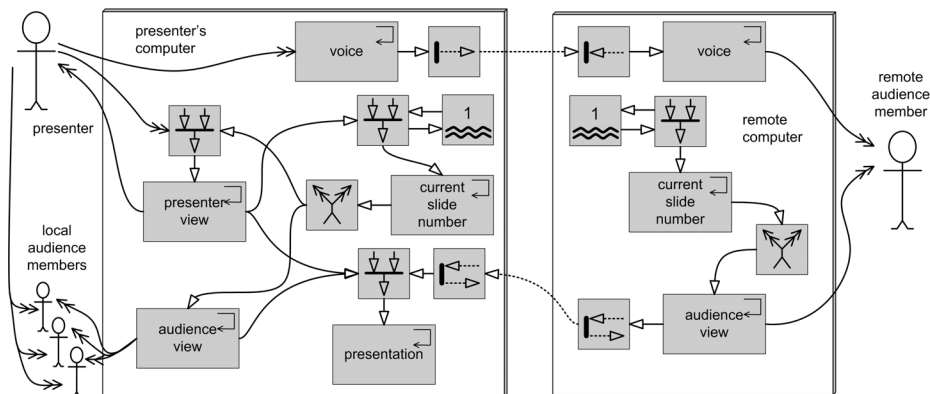 presenter's
computer
voice
voice
remote
audience
member
presenter
1
1
remote
computer
presenter
view
current
slide
number
current
slide
number
local
audience
members
audience
view
presentation
audience
view